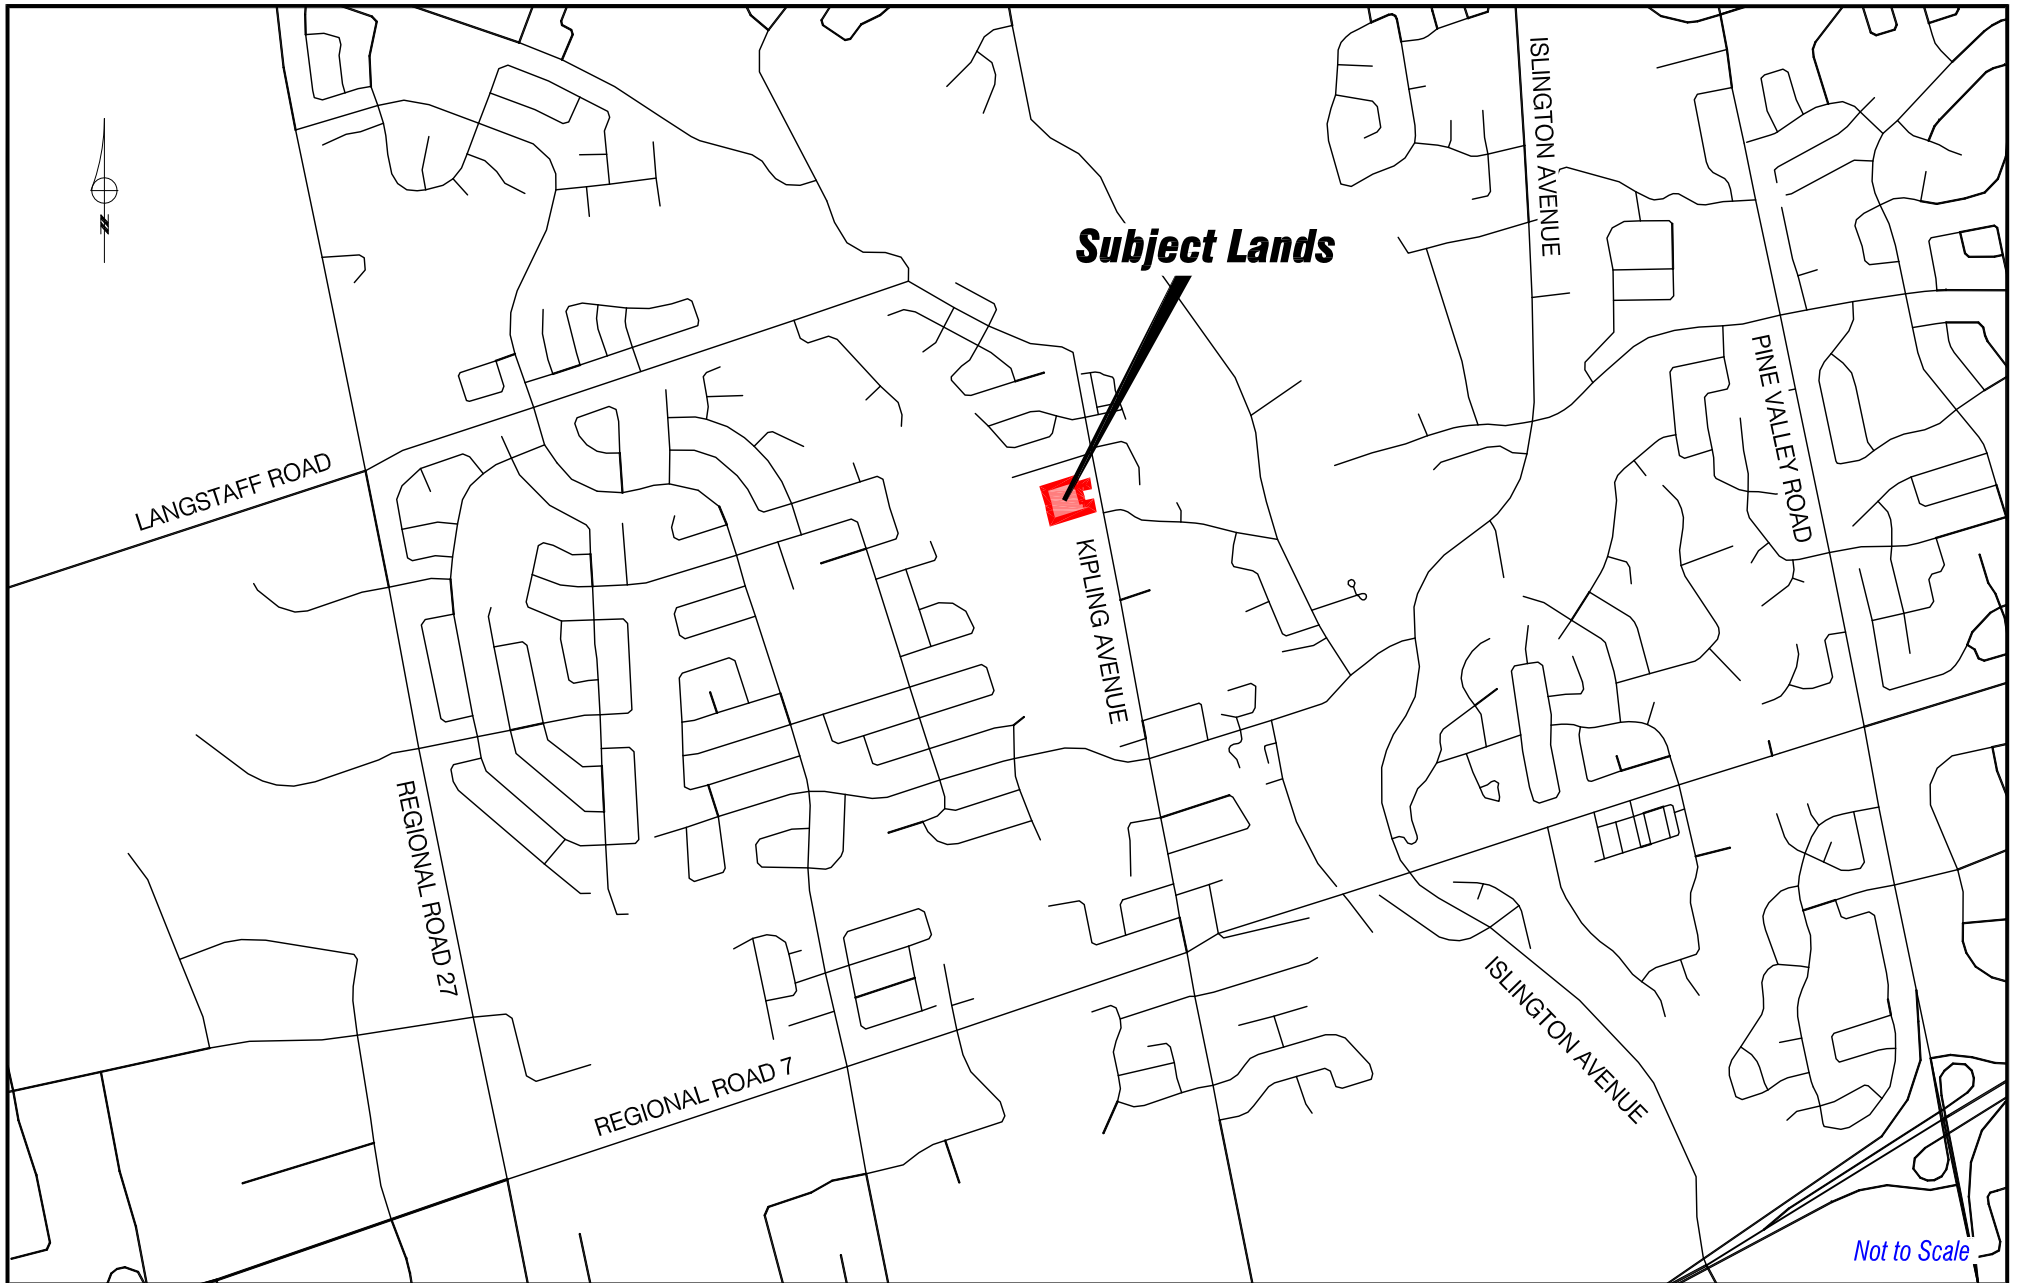 ISLINGTON AVENUE
N
Subject Lands
PINE VALLEY ROAD
LANGSTAFF ROAD
KIPLING AVENUE
REGIONAL ROAD 27
ISLINGTON AVENUE
REGIONAL ROAD 7
Not to Scale